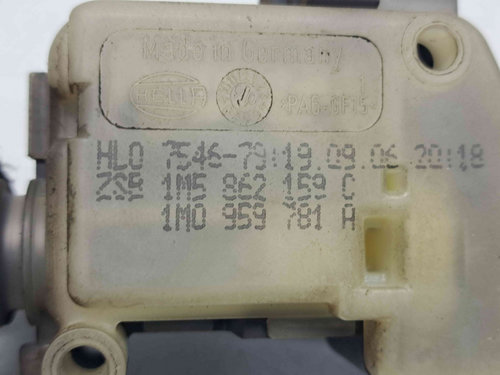 Made in Germany
HELLA
>PA6-GF15<
HLO 7546-79:19.09.06.20:18
ZSB 1M5 862 159 C
1M0 959 781 A